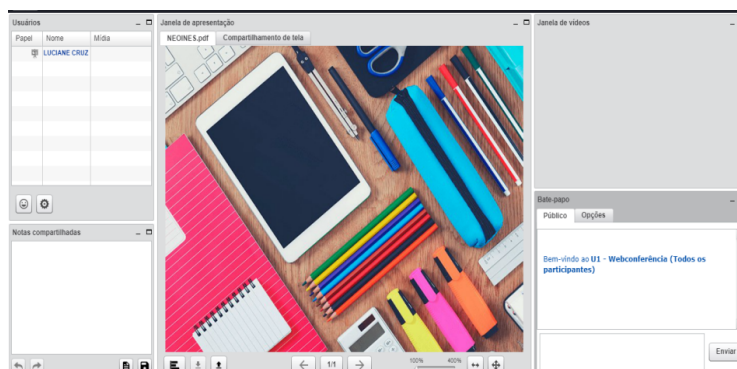 Usuários
Papel Nome Mídia
LUCIANE CRUZ
Notas compartilhadas
Janela de apresentação
NEOINES.pdf Compartilhamento de tela
1/1
100% 400%
Janela de vídeos
Bate-papo
Público Opções
Bem-vindo ao U1 - Webconferência (Todos os
participantes)
Enviar